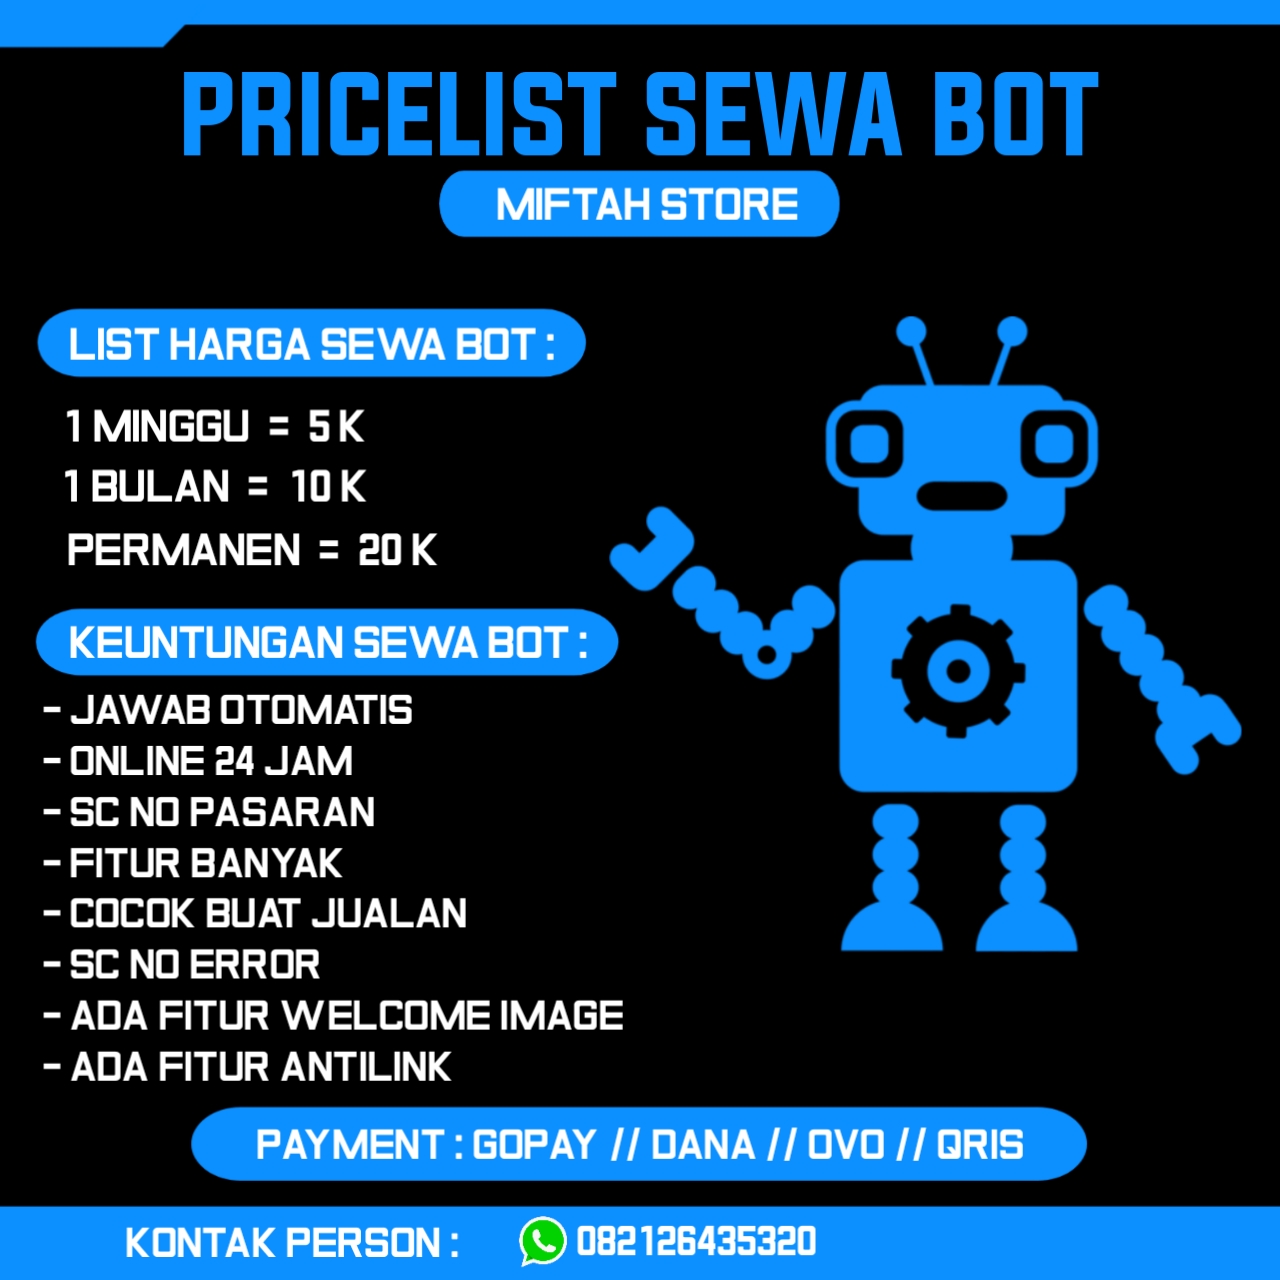 PRICELIST SEWA BOT
MIFTAH STORE
LIST HARGA SEWA BOT :
1 MINGGU = 5 K
1 BULAN = 10 K
PERMANEN = 20 K
KEUNTUNGAN SEWA BOT :
- JAWAB OTOMATIS
- ONLINE 24 JAM
- SC NO PASARAN
- FITUR BANYAK
- COCOK BUAT JUALAN
- SC NO ERROR
- ADA FITUR WELCOME IMAGE
- ADA FITUR ANTILINK
PAYMENT : GOPAY // DANA // OVO // QRIS
KONTAK PERSON : 082126435320